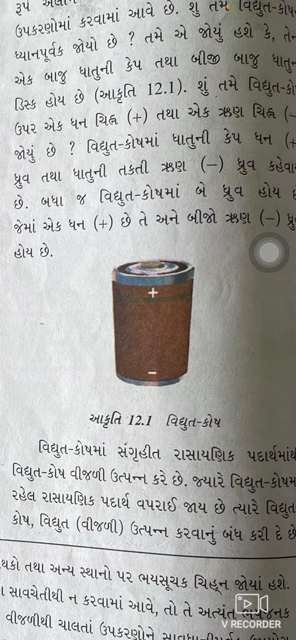 રૂપ
ઉપકરણોમાં કરવામાં આવે છે. શું તમે વિદ્યુત-કોષ
ધ્યાનપૂર્વક જોયો છે ? તમે એ જોયું હશે કે, તેન
એક બાજુ ધાતુની કેપ તથા બીજી બાજુ ધાતુન
ડિસ્ક હોય છે (આકૃતિ 12.1). શું તમે વિદ્યુત-કો
ઉપર એક ધન ચિહ્ન (+) તથા એક ઋણ ચિહ્ન (–
જોયું છે ? વિદ્યુત-કોષમાં ધાતુની કેપ ધન (+
ધ્રુવ તથા ધાતુની તકતી ઋણ (–) ધ્રુવ કહેવા
છે. બધા જ વિદ્યુત-કોષમાં બે ધ્રુવ હોય છ
જેમાં એક ધન (+) છે તે અને બીજો ઋણ (–) ધ્રુ
હોય છે.
+
–
આકૃતિ 12.1 વિદ્યુત-કોષ
વિદ્યુત-કોષમાં સંગૃહીત રાસાયણિક પદાર્થમાંથ
વિદ્યુત-કોષ વીજળી ઉત્પન્ન કરે છે. જ્યારે વિદ્યુત-કોષમ
રહેલ રાસાયણિક પદાર્થ વપરાઈ જાય છે ત્યારે વિદ્યુત
કોષ, વિદ્યુત (વીજળી) ઉત્પન્ન કરવાનું બંધ કરી દે છે
થકો તથા અન્ય સ્થાનો પર ભયસૂચક ચિહ્ન જોયાં હશે.
સાવચેતીથી ન કરવામાં આવે, તો તે અત્યંત
વીજળીથી ચાલતાં ઉપકરણોને
V RECORDER